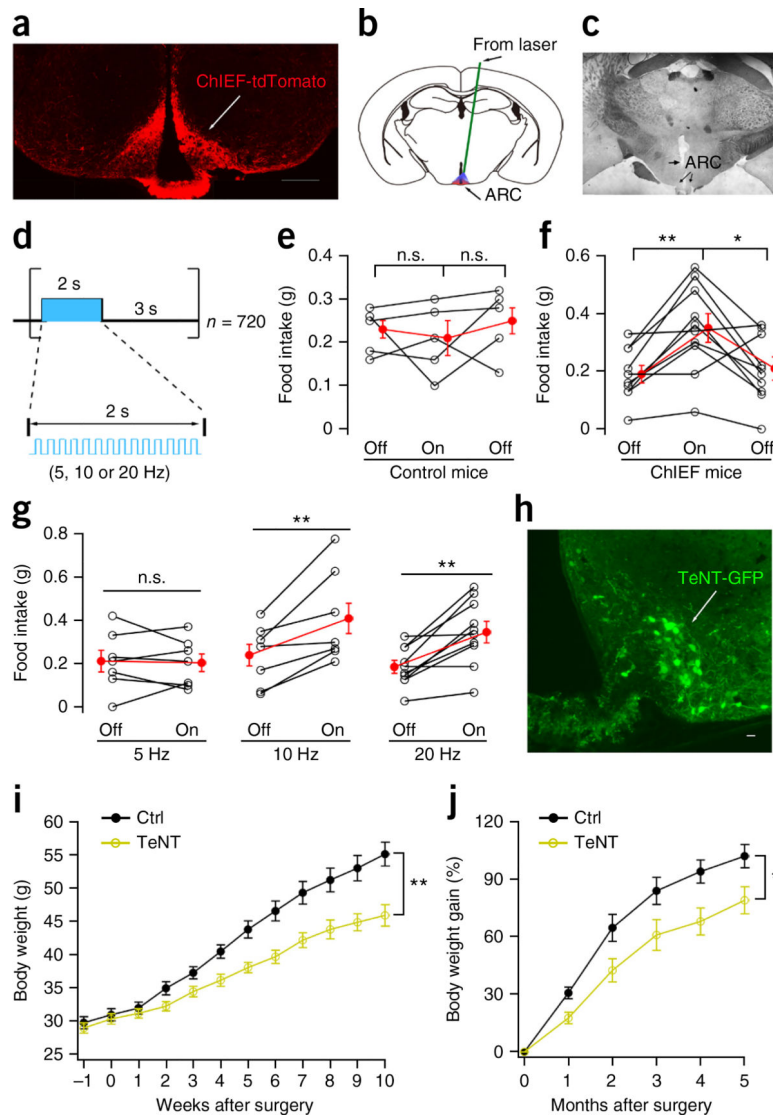 a
ChIEF-tdTomato
b
From laser
ARC
c
ARC
d
2 s
3 s
n = 720
2 s
(5, 10 or 20 Hz)
e
n.s. n.s.
0.4
0.3
0.2
0.1
0
Food intake (g)
Off On Off
Control mice
f
** *
0.6
0.4
0.2
0
Food intake (g)
Off On Off
ChIEF mice
g
0.8
0.6
0.4
0.2
0
Food intake (g)
n.s.
**
**
Off On Off On Off On
5 Hz 10 Hz 20 Hz
h
TeNT-GFP
i
Ctrl
TeNT
60
55
50
45
40
35
30
25
Body weight (g)
**
–1 0 1 2 3 4 5 6 7 8 9 10
Weeks after surgery
j
Ctrl
TeNT
120
90
60
30
0
Body weight gain (%)
0 1 2 3 4 5
Months after surgery